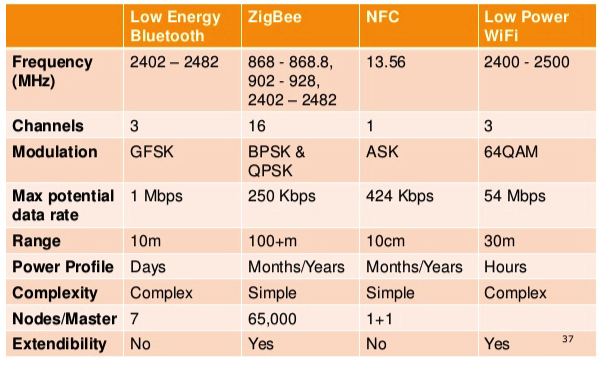 Low Energy Bluetooth ZigBee NFC Low Power WiFi
Frequency (MHz) 2402 – 2482 868 - 868.8, 902 - 928, 2402 – 2482 13.56 2400 - 2500
Channels 3 16 1 3
Modulation GFSK BPSK & QPSK ASK 64QAM
Max potential data rate 1 Mbps 250 Kbps 424 Kbps 54 Mbps
Range 10m 100+m 10cm 30m
Power Profile Days Months/Years Months/Years Hours
Complexity Complex Simple Simple Complex
Nodes/Master 7 65,000 1+1
Extendibility No Yes No Yes
37